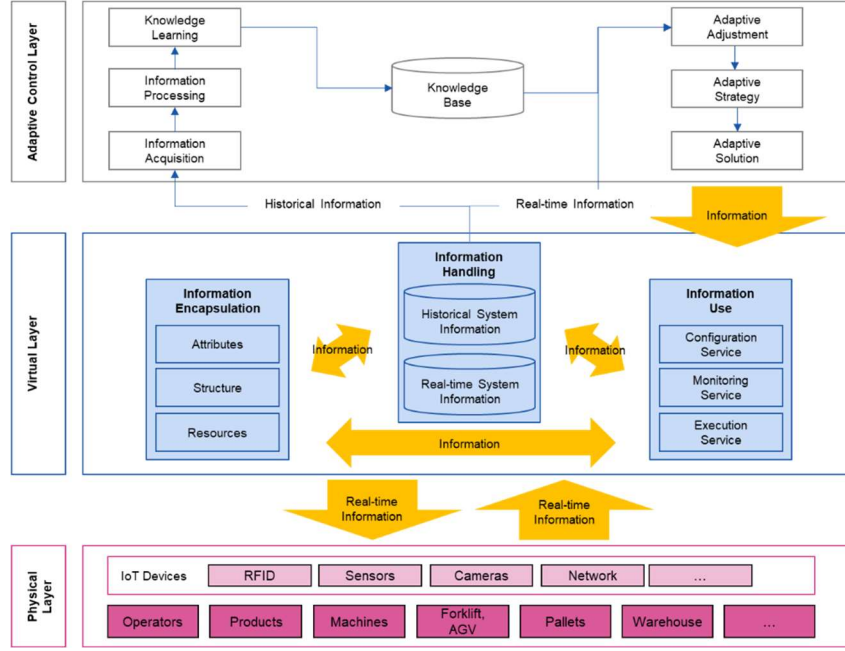 Adaptive Control Layer
Knowledge
Learning
Information
Processing
Information
Acquisition
Knowledge
Base
Adaptive
Adjustment
Adaptive
Strategy
Adaptive
Solution
Historical Information
Real-time Information
Information
Virtual Layer
Information
Encapsulation
Attributes
Structure
Resources
Information
Information
Handling
Historical System
Information
Real-time System
Information
Information
Information
Use
Configuration
Service
Monitoring
Service
Execution
Service
Information
Real-time
Information
Real-time
Information
Physical
Layer
IoT Devices
RFID
Sensors
Cameras
Network
...
Operators
Products
Machines
Forklift,
AGV
Pallets
Warehouse
...